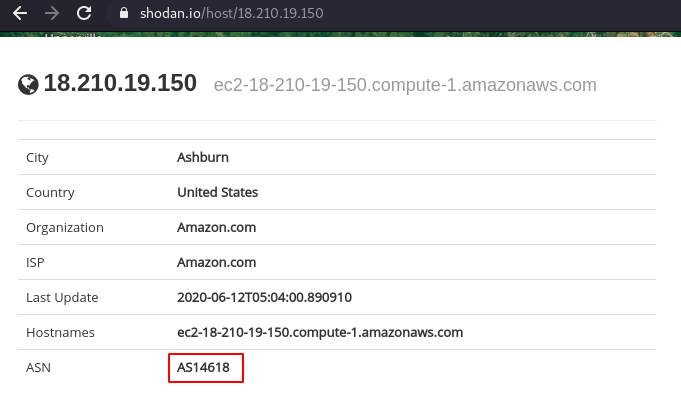 shodan.io/host/18.210.19.150
18.210.19.150 ec2-18-210-19-150.compute-1.amazonaws.com
City Ashburn
Country United States
Organization Amazon.com
ISP Amazon.com
Last Update 2020-06-12T05:04:00.890910
Hostnames ec2-18-210-19-150.compute-1.amazonaws.com
ASN AS14618